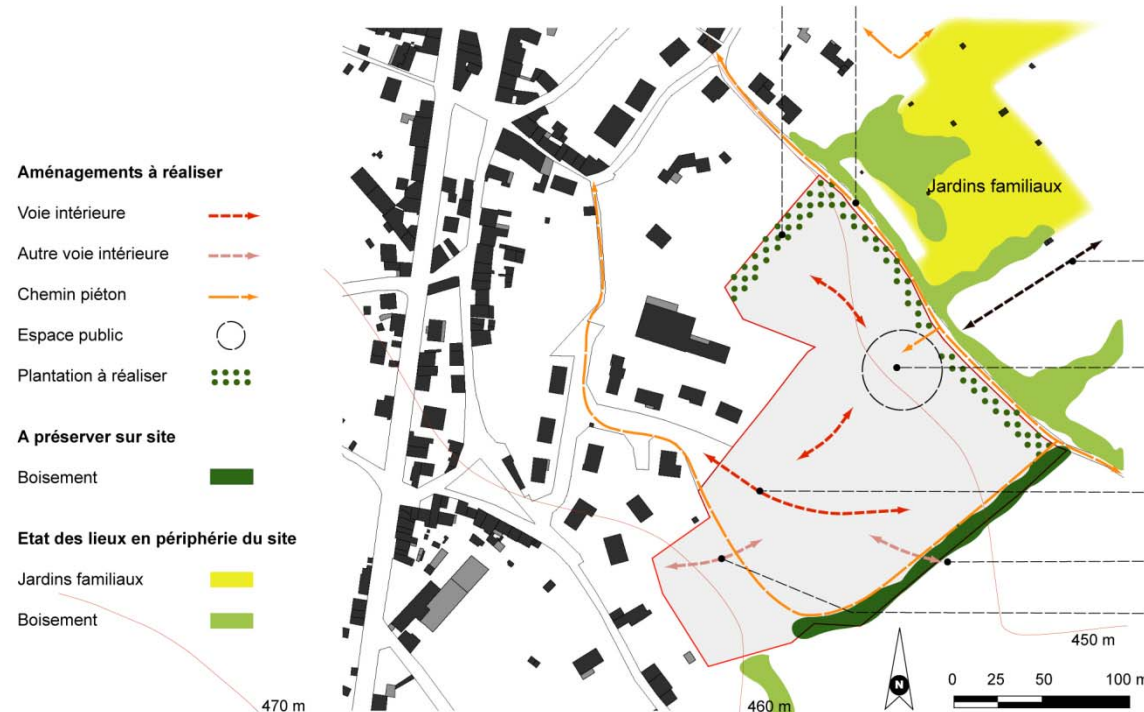 Aménagements à réaliser
Voie intérieure
Autre voie intérieure
Chemin piéton
Espace public
Plantation à réaliser
A préserver sur site
Boisement
Etat des lieux en périphérie du site
Jardins familiaux
Boisement
Jardins familiaux
450 m
470 m
460 m
N
0 25 50 100 m